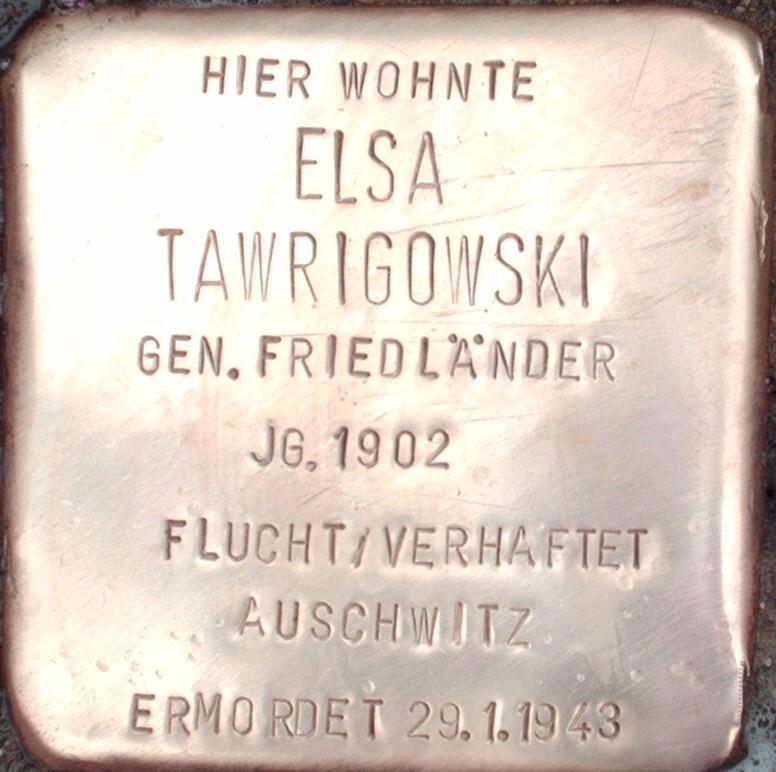 HIER WOHNTE
ELSA
TAWRIGOWSKI
GEN. FRIEDLÄNDER
JG. 1902
FLUCHT/VERHAFTET
AUSCHWITZ
ERMORDET 29.1.1943